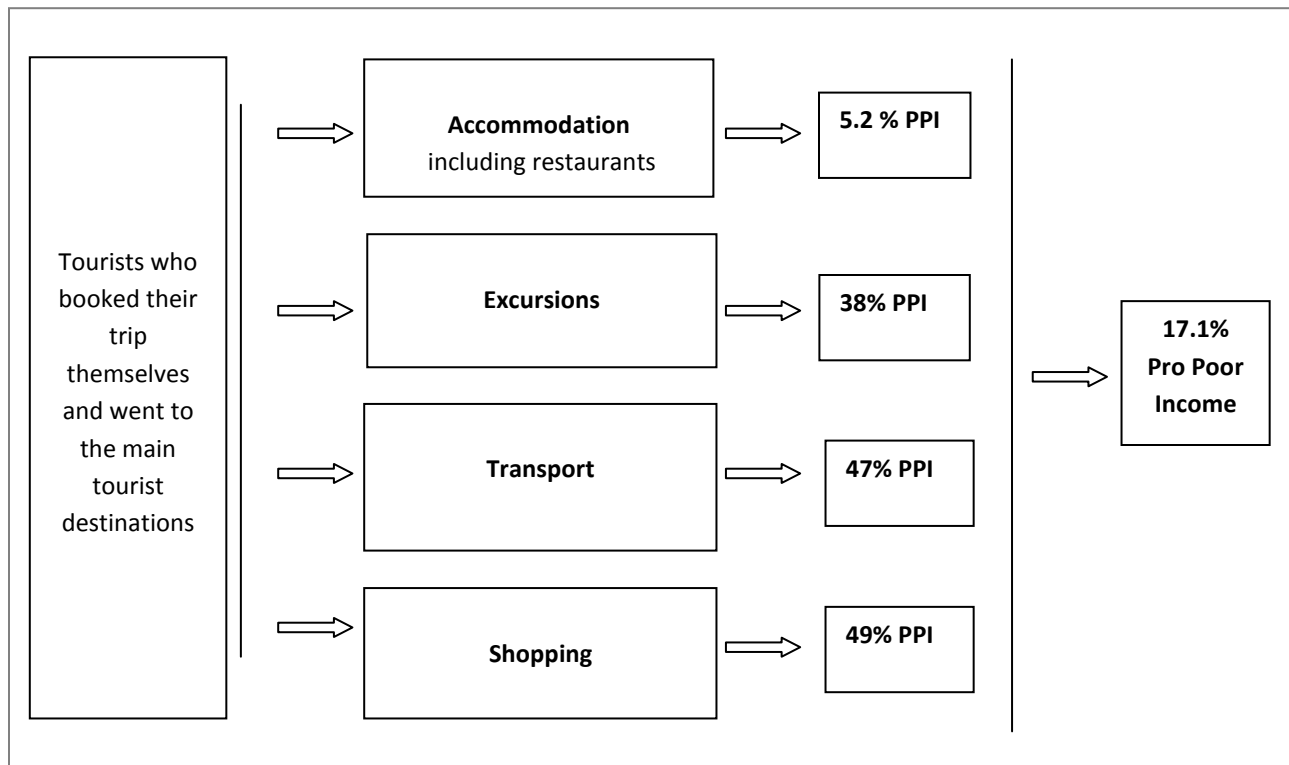 Tourists who
booked their
trip
themselves
and went to
the main
tourist
destinations
Accommodation
including restaurants
5.2 % PPI
Excursions
38% PPI
Transport
47% PPI
Shopping
49% PPI
17.1%
Pro Poor
Income